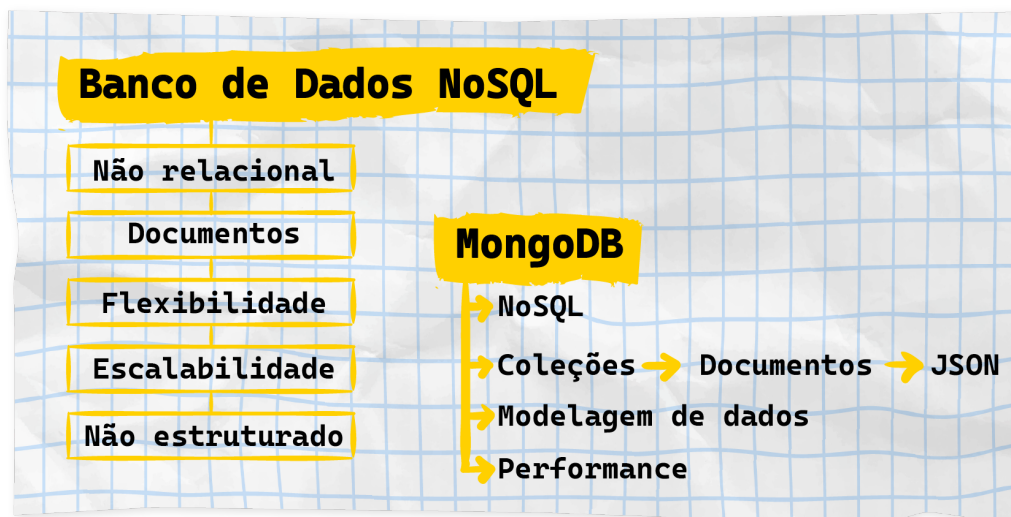 Banco de Dados NoSQL
Não relacional
Documentos
Flexibilidade
Escalabilidade
Não estruturado
MongoDB
NoSQL
Coleções Documentos JSON
Modelagem de dados
Performance